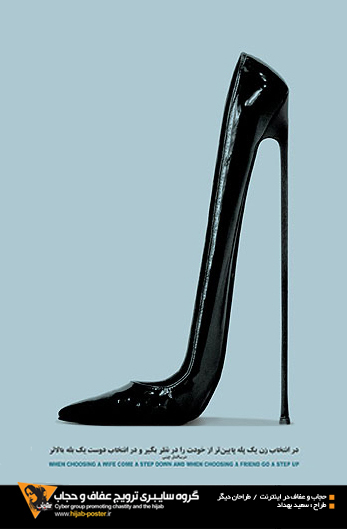 در انتخاب زن یک پله پایین‌تر از خودت را در نظر بگیر و در انتخاب دوست یک پله بالاتر
WHEN CHOOSING A WIFE COME A STEP DOWN AND WHEN CHOOSING A FRIEND GO A STEP UP
گروه سایبری ترویج عفاف و حجاب
Cyber group promoting chastity and the hijab
www.hijab-poster.ir
حجاب و عفاف در اینترنت / طراحان دیگر
طراح : سعید بهداد